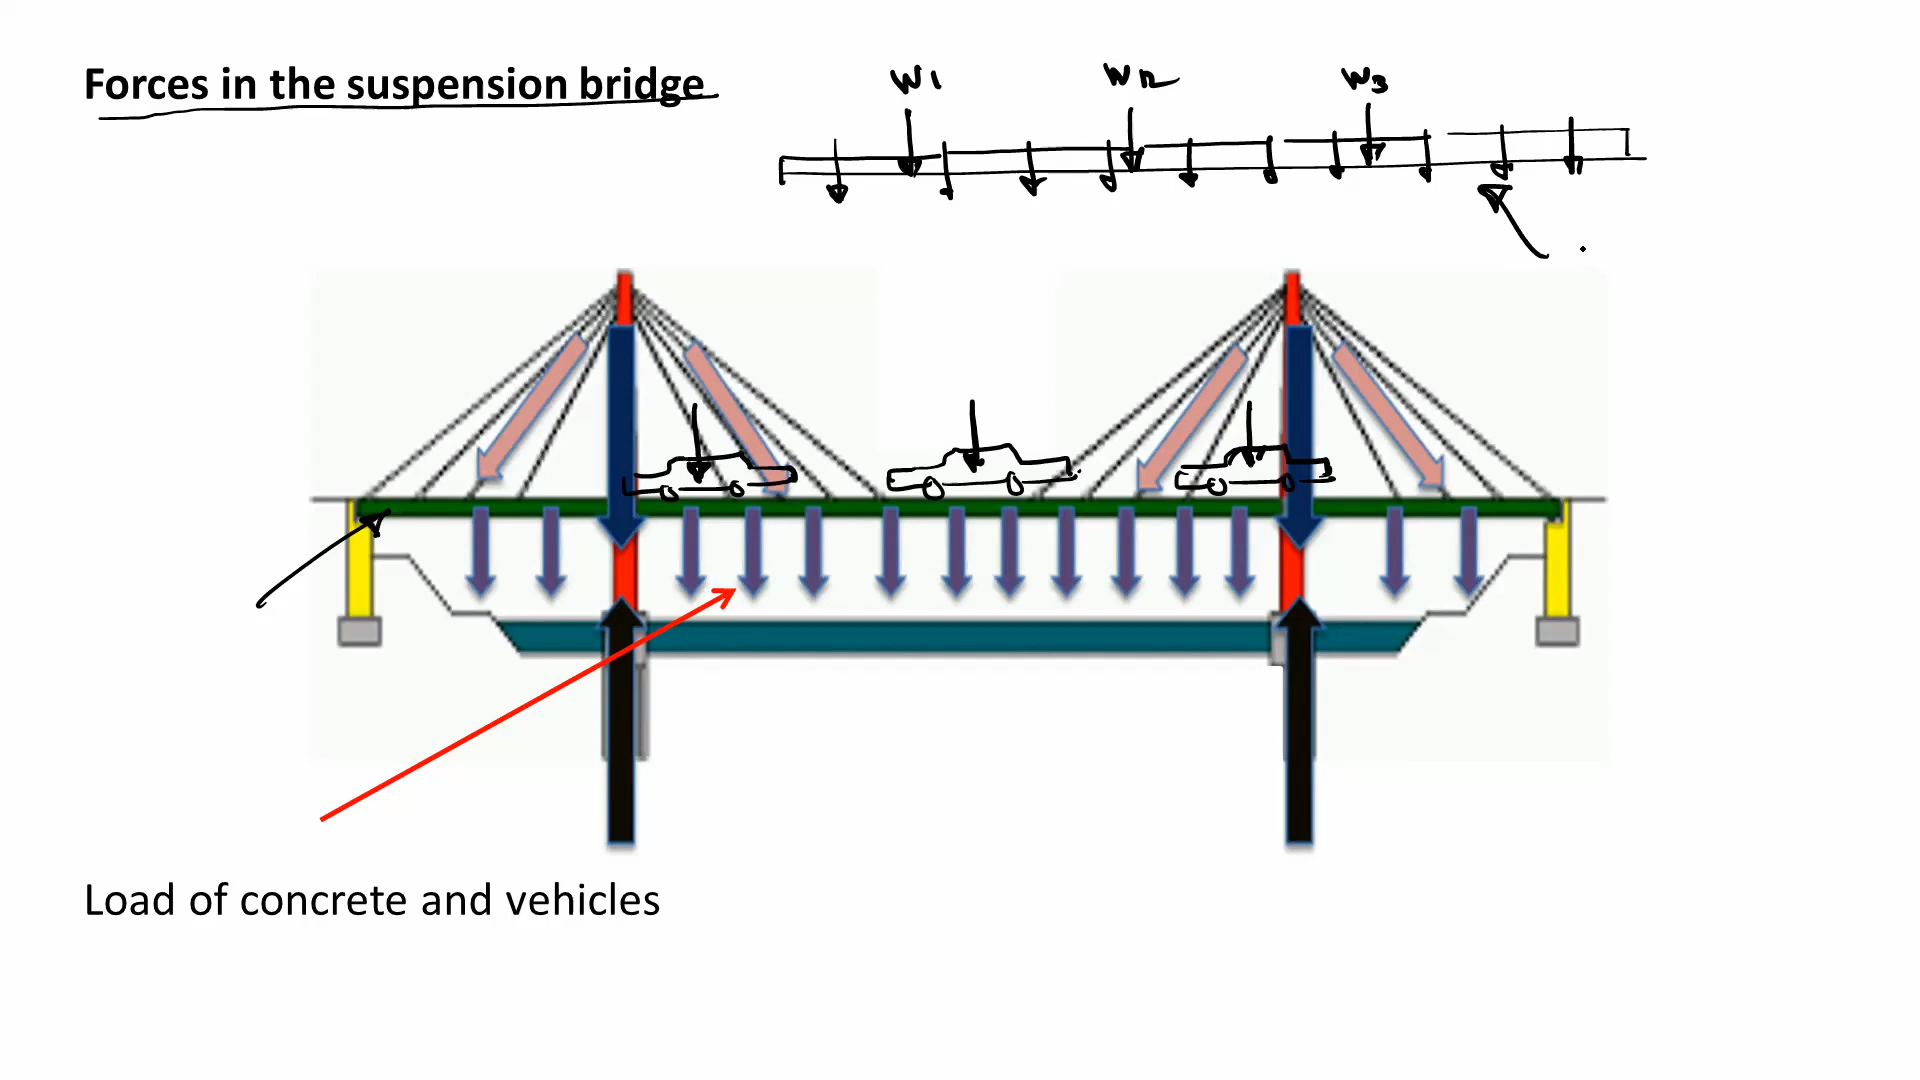 Forces in the suspension bridge
W1 W2 W3
Load of concrete and vehicles